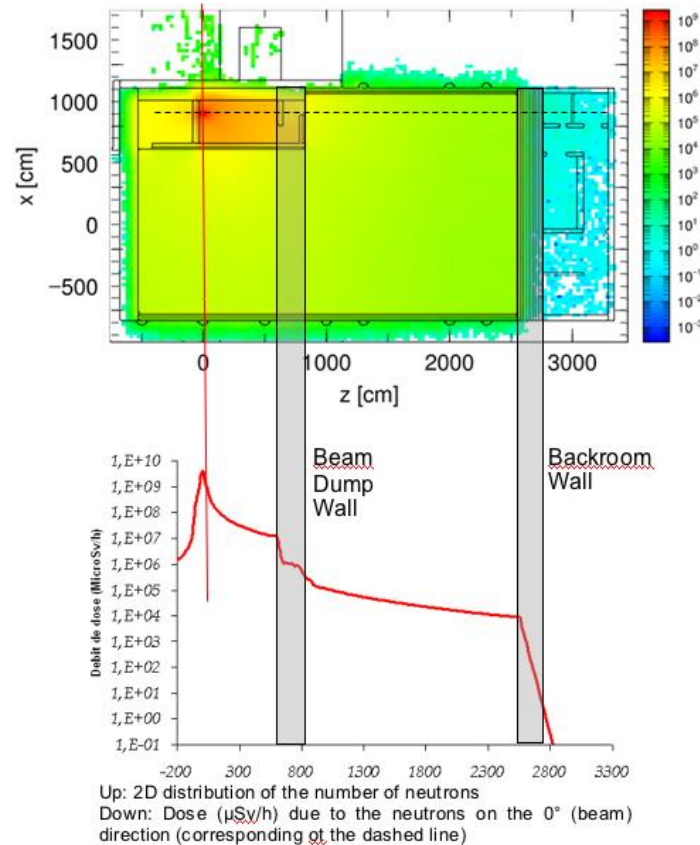 1500
1000
500
0
−500
x [cm]
0
1000
2000
3000
z [cm]
10⁹
10⁸
10⁷
10⁶
10⁵
10⁴
10³
10²
10¹
10⁰
10⁻¹
10⁻²
10⁻³
Beam
Dump
Wall
Backroom
Wall
1,E+10
1,E+09
1,E+08
1,E+07
1,E+06
1,E+05
1,E+04
1,E+03
1,E+02
1,E+01
1,E+00
1,E-01
Debit de dose (MicroSv/h)
-200
300
800
1300
1800
2300
2800
3300
Up: 2D distribution of the number of neutrons
Down: Dose (µSv/h) due to the neutrons on the 0° (beam)
direction (corresponding ot the dashed line)